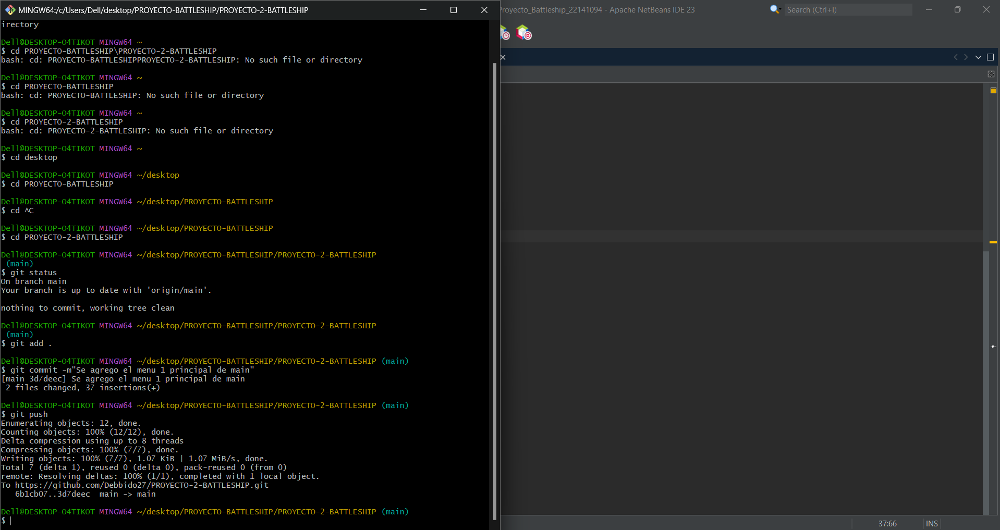 MINGW64:/c/Users/Dell/desktop/PROYECTO-BATTLESHIP/PROYECTO-2-BATTLESHIP
Proyecto_Battleship_22141094 - Apache NetBeans IDE 23
Search (Ctrl+I)
irectory
Dell@DESKTOP-O4TIKOT MINGW64 ~
$ cd PROYECTO-BATTLESHIP\PROYECTO-2-BATTLESHIP
bash: cd: PROYECTO-BATTLESHIPPROYECTO-2-BATTLESHIP: No such file or directory
Dell@DESKTOP-O4TIKOT MINGW64 ~
$ cd PROYECTO-BATTLESHIP
bash: cd: PROYECTO-BATTLESHIP: No such file or directory
Dell@DESKTOP-O4TIKOT MINGW64 ~
$ cd PROYECTO-2-BATTLESHIP
bash: cd: PROYECTO-2-BATTLESHIP: No such file or directory
Dell@DESKTOP-O4TIKOT MINGW64 ~
$ cd desktop
Dell@DESKTOP-O4TIKOT MINGW64 ~/desktop
$ cd PROYECTO-BATTLESHIP
Dell@DESKTOP-O4TIKOT MINGW64 ~/desktop/PROYECTO-BATTLESHIP
$ cd ^C
Dell@DESKTOP-O4TIKOT MINGW64 ~/desktop/PROYECTO-BATTLESHIP
$ cd PROYECTO-2-BATTLESHIP
Dell@DESKTOP-O4TIKOT MINGW64 ~/desktop/PROYECTO-BATTLESHIP/PROYECTO-2-BATTLESHIP
(main)
$ git status
On branch main
Your branch is up to date with 'origin/main'.
nothing to commit, working tree clean
Dell@DESKTOP-O4TIKOT MINGW64 ~/desktop/PROYECTO-BATTLESHIP/PROYECTO-2-BATTLESHIP
(main)
$ git add .
Dell@DESKTOP-O4TIKOT MINGW64 ~/desktop/PROYECTO-BATTLESHIP/PROYECTO-2-BATTLESHIP (main)
$ git commit -m"Se agrego el menu 1 principal de main"
[main 3d7deec] Se agrego el menu 1 principal de main
2 files changed, 37 insertions(+)
Dell@DESKTOP-O4TIKOT MINGW64 ~/desktop/PROYECTO-BATTLESHIP/PROYECTO-2-BATTLESHIP (main)
$ git push
Enumerating objects: 12, done.
Counting objects: 100% (12/12), done.
Delta compression using up to 8 threads
Compressing objects: 100% (7/7), done.
Writing objects: 100% (7/7), 1.07 KiB | 1.07 MiB/s, done.
Total 7 (delta 1), reused 0 (delta 0), pack-reused 0 (from 0)
remote: Resolving deltas: 100% (1/1), completed with 1 local object.
To https://github.com/Debbido27/PROYECTO-2-BATTLESHIP.git
6b1cb07..3d7deec  main -> main
Dell@DESKTOP-O4TIKOT MINGW64 ~/desktop/PROYECTO-BATTLESHIP/PROYECTO-2-BATTLESHIP (main)
$
37:66
INS